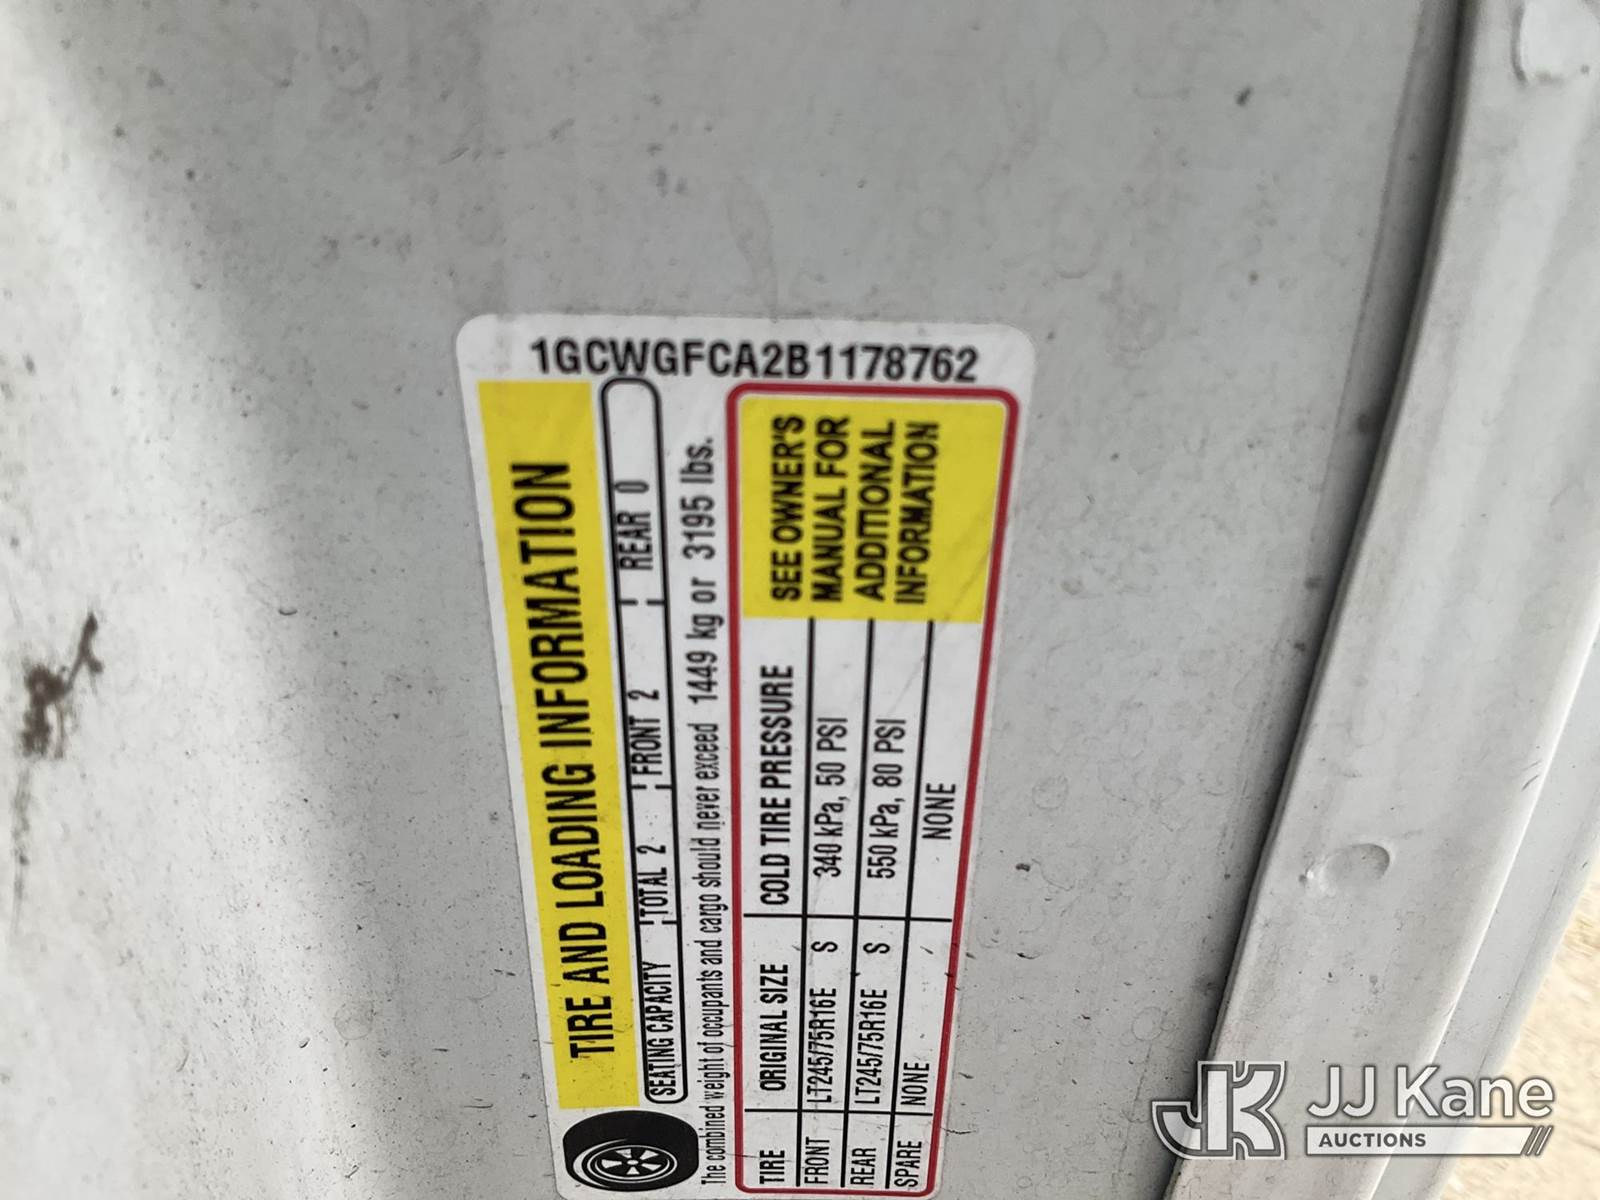 1GCWGFCA2B1178762
TIRE AND LOADING INFORMATION
SEATING CAPACITY TOTAL 2 FRONT 2 REAR 0
The combined weight of occupants and cargo should never exceed 1449 kg or 3195 lbs.
TIRE ORIGINAL SIZE COLD TIRE PRESSURE
FRONT LT245/75R16E S 340 kPa, 50 PSI
REAR LT245/75R16E S 550 kPa, 80 PSI
SPARE NONE NONE
SEE OWNER'S
MANUAL FOR
ADDITIONAL
INFORMATION
JK JJ Kane
AUCTIONS